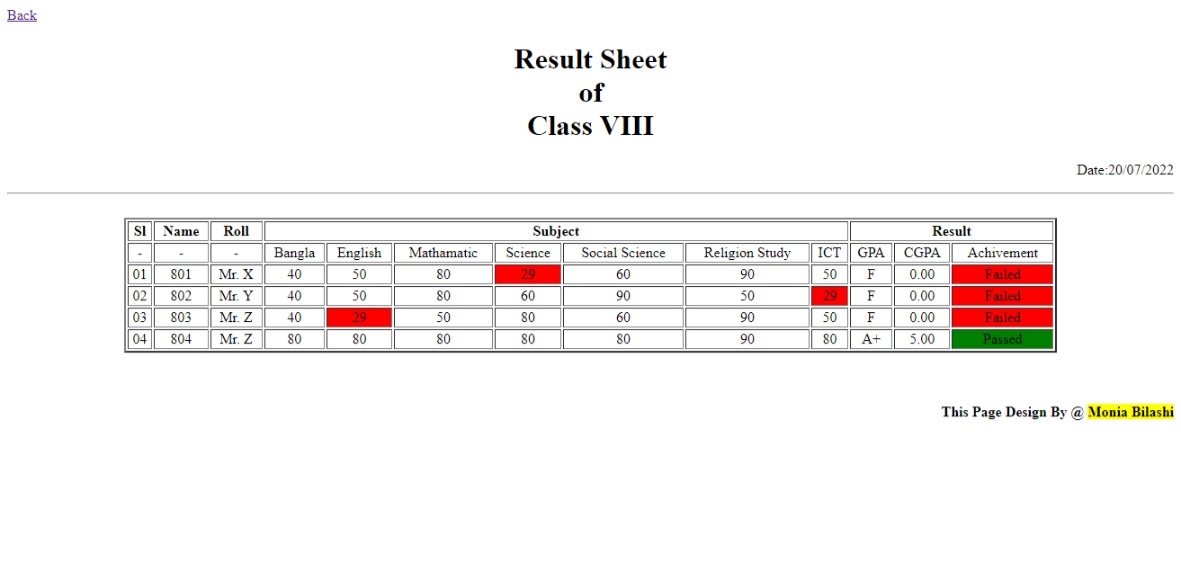 Back
Result Sheet
of
Class VIII
Date:20/07/2022
Sl Name Roll Subject Result
- - - Bangla English Mathamatic Science Social Science Religion Study ICT GPA CGPA Achivement
01 801 Mr. X 40 50 80 29 60 90 50 F 0.00 Failed
02 802 Mr. Y 40 50 80 60 90 50 29 F 0.00 Failed
03 803 Mr. Z 40 29 50 80 60 90 50 F 0.00 Failed
04 804 Mr. Z 80 80 80 80 80 90 80 A+ 5.00 Passed
This Page Design By @ Monia Bilashi